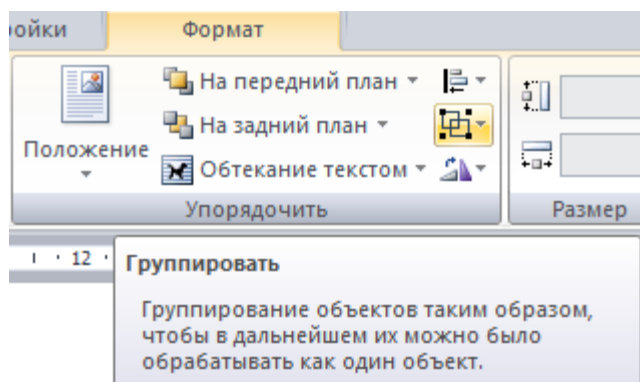 ройки Формат
На передний план
На задний план
Положение
Обтекание текстом
Упорядочить Размер
12
Группировать
Группирование объектов таким образом,
чтобы в дальнейшем их можно было
обрабатывать как один объект.